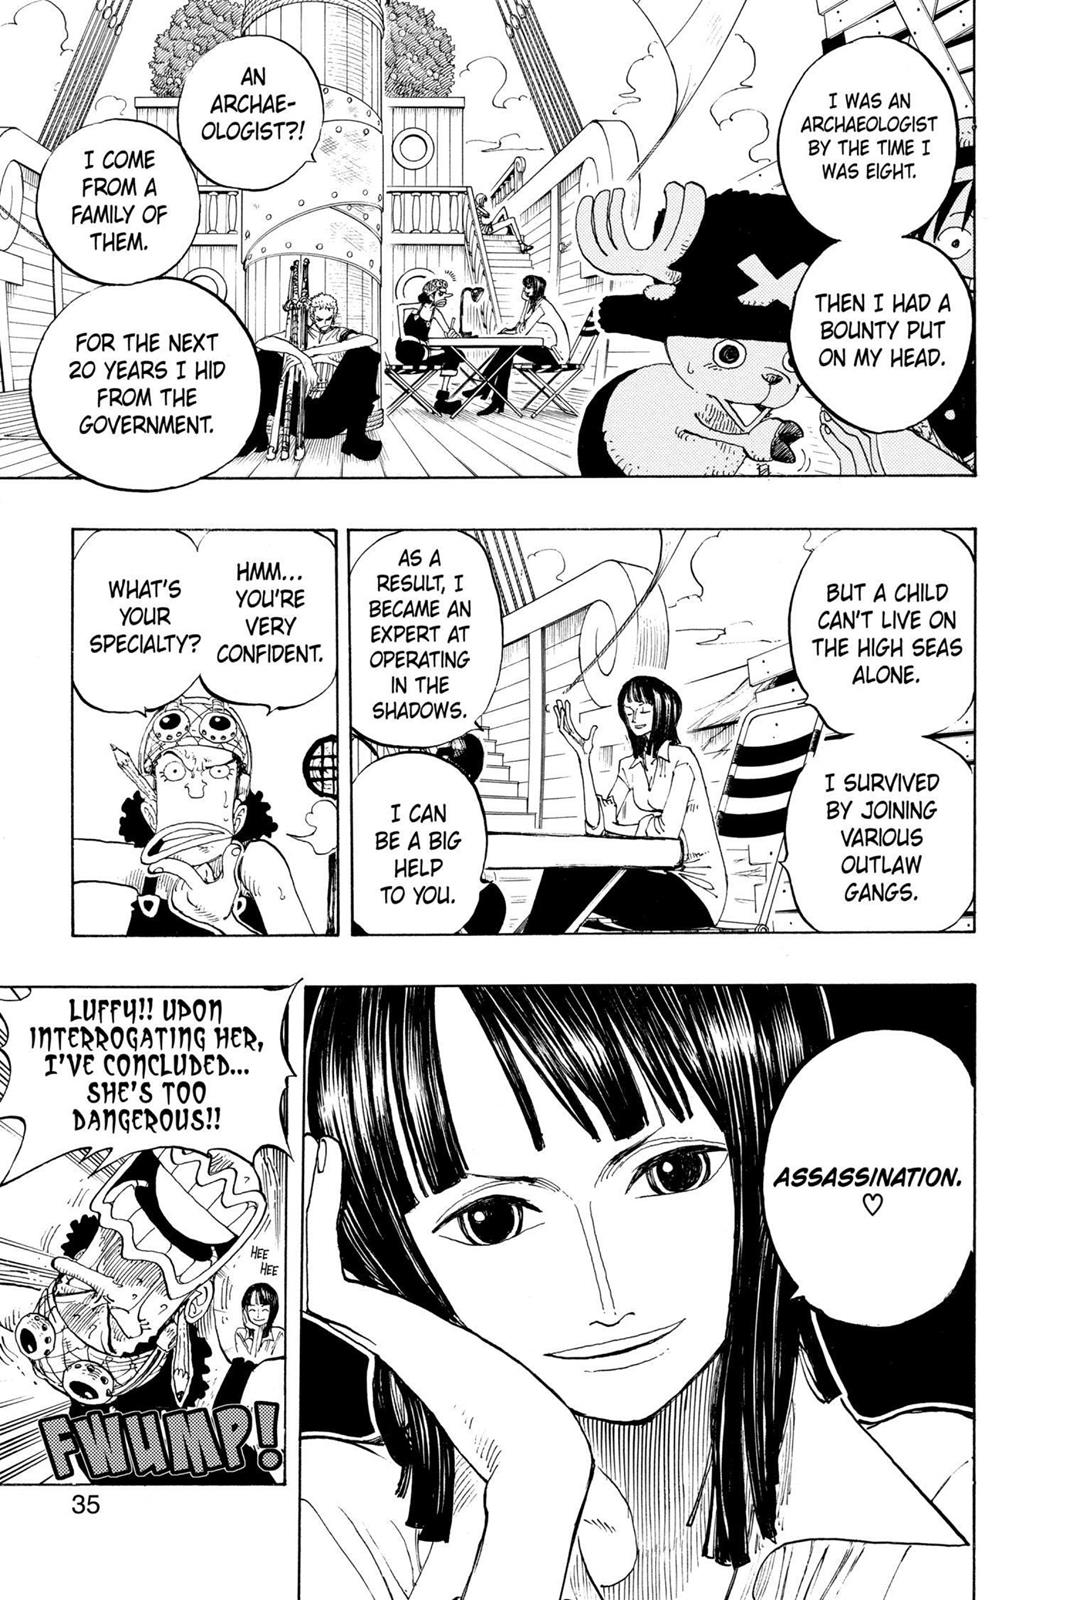 I WAS AN
ARCHAEOLOGIST
BY THE TIME I
WAS EIGHT.
THEN I HAD A
BOUNTY PUT
ON MY HEAD.
AN
ARCHAE-
OLOGIST?!
I COME
FROM A
FAMILY OF
THEM.
FOR THE NEXT
20 YEARS I HID
FROM THE
GOVERNMENT.
BUT A CHILD
CAN'T LIVE ON
THE HIGH SEAS
ALONE.
I SURVIVED
BY JOINING
VARIOUS
OUTLAW
GANGS.
AS A
RESULT, I
BECAME AN
EXPERT AT
OPERATING
IN THE
SHADOWS.
I CAN
BE A BIG
HELP
TO YOU.
HMM...
YOU'RE
VERY
CONFIDENT.
WHAT'S
YOUR
SPECIALTY?
ASSASSINATION.
♡
LUFFY!! UPON
INTERROGATING HER,
I'VE CONCLUDED...
SHE'S TOO
DANGEROUS!!
HEE
HEE
FWUMP!
35